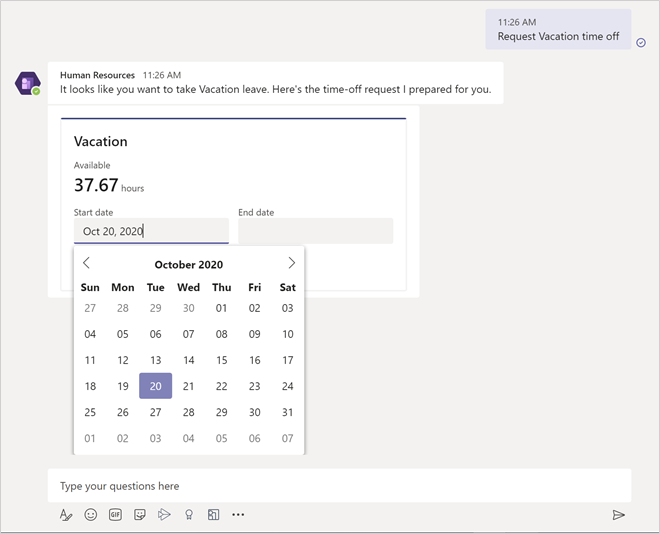 11:26 AM
Request Vacation time off
Human Resources 11:26 AM
It looks like you want to take Vacation leave. Here's the time-off request I prepared for you.
Vacation
Available
37.67 hours
Start date End date
Oct 20, 2020
October 2020
Sun Mon Tue Wed Thu Fri Sat
27 28 29 30 01 02 03
04 05 06 07 08 09 10
11 12 13 14 15 16 17
18 19 20 21 22 23 24
25 26 27 28 29 30 31
01 02 03 04 05 06 07
Type your questions here
GIF